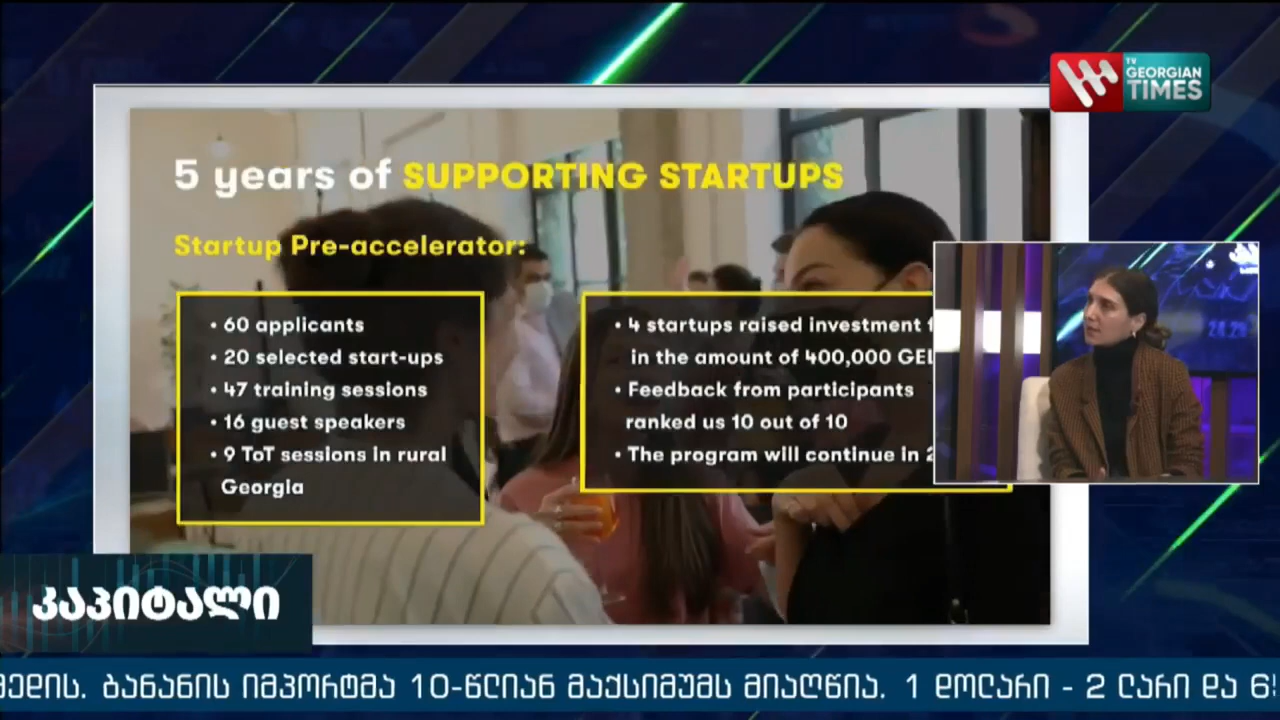 TV
GEORGIAN
TIMES
5 years of SUPPORTING STARTUPS
Startup Pre-accelerator:
• 60 applicants
• 20 selected start-ups
• 47 training sessions
• 16 guest speakers
• 9 ToT sessions in rural
Georgia
• 4 startups raised investment
in the amount of 400,000 GEL
• Feedback from participants
ranked us 10 out of 10
• The program will continue in
კაპიტალი
ბანანის იმპორტმა 10-წლიან მაქსიმუმს მიაღწია. 1 დოლარი - 2 ლარი და